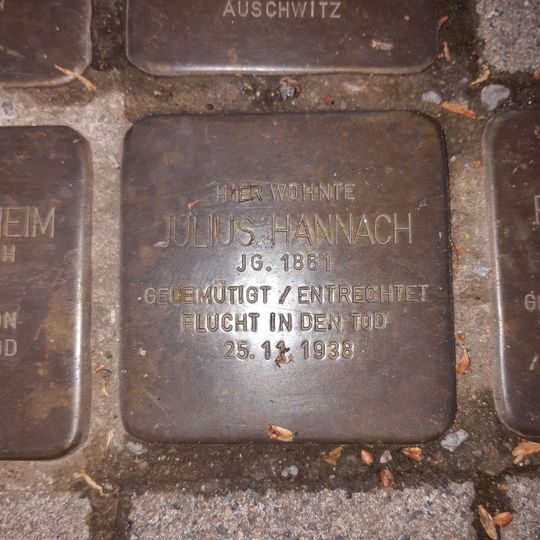 AUSCHWITZ
HIER WOHNTE
JULIUS HANNACH
JG. 1861
GEDEMÜTIGT / ENTRECHTET
FLUCHT IN DEN TOD
25.11.1938